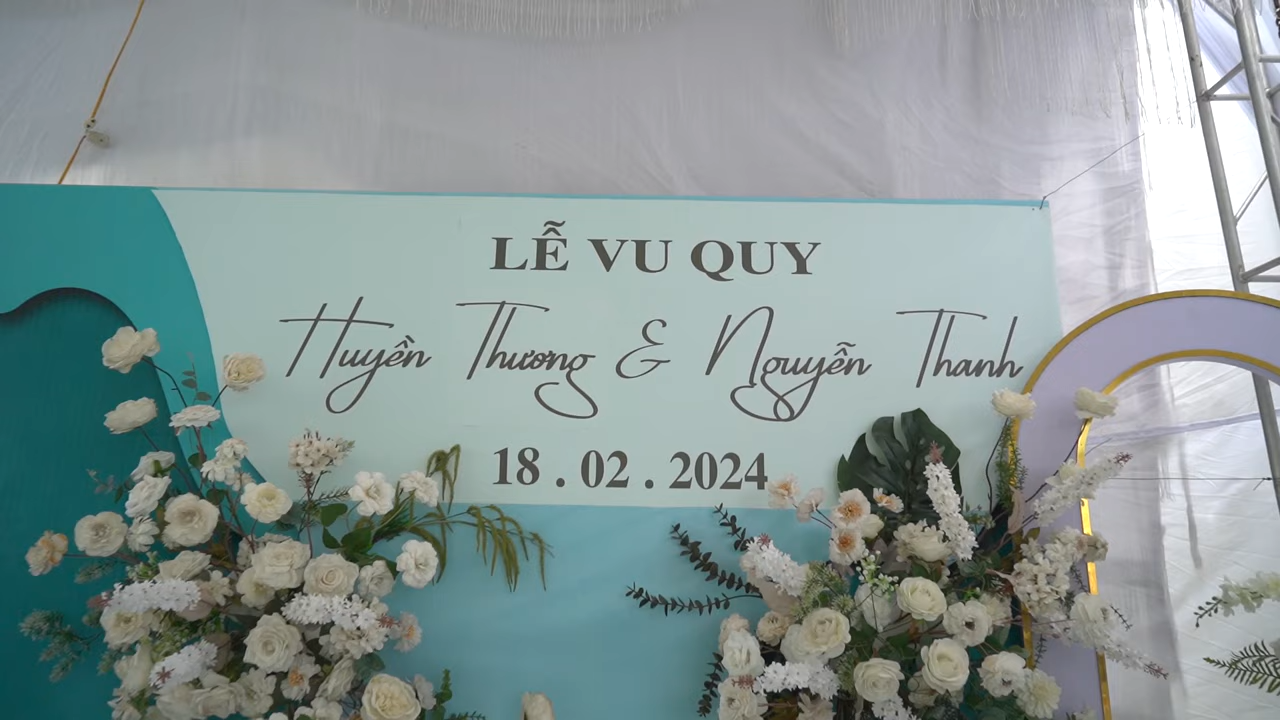 LỄ VU QUY
Huyền Thương & Nguyễn Thanh
18 . 02 . 2024